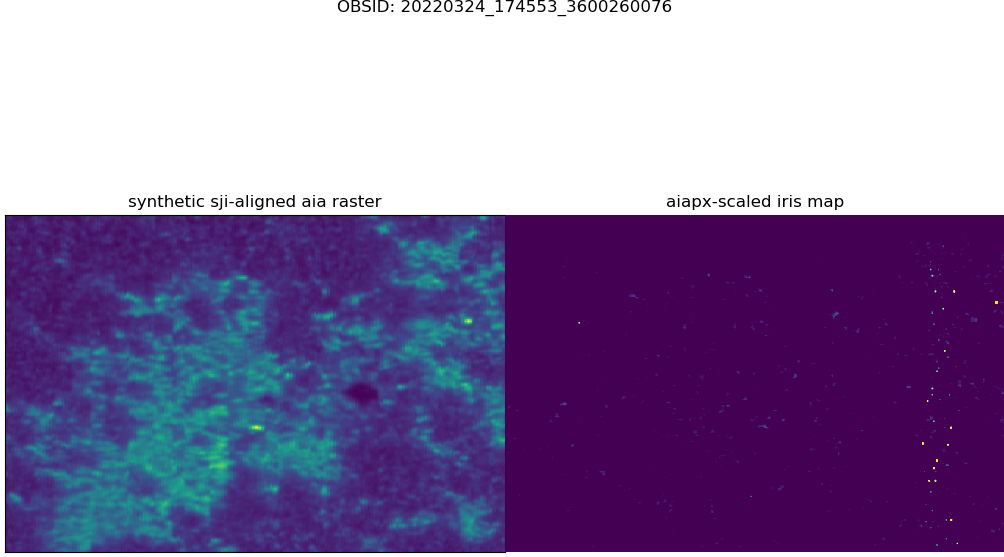 OBSID: 20220324_174553_3600260076
synthetic sji-aligned aia raster
aiapx-scaled iris map